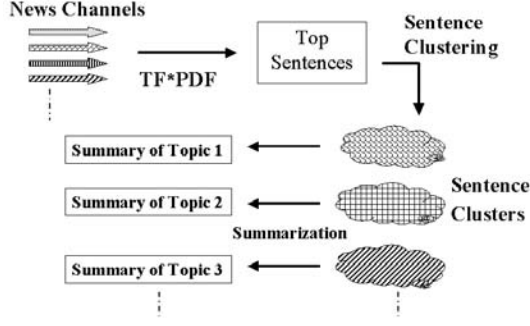 News Channels
TF*PDF
Top
Sentences
Sentence
Clustering
Summary of Topic 1
Summary of Topic 2
Sentence
Clusters
Summarization
Summary of Topic 3